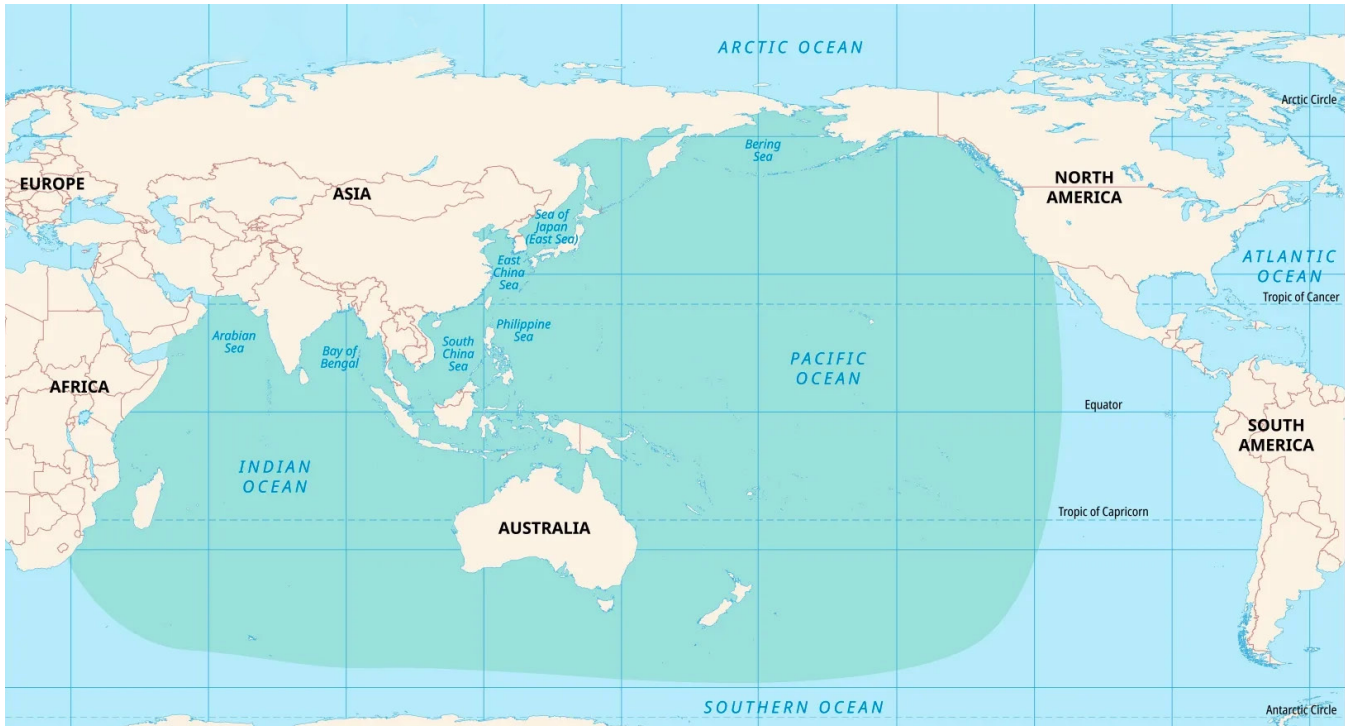 ARCTIC OCEAN
Arctic Circle
Bering
Sea
EUROPE
ASIA
NORTH
AMERICA
Sea of
Japan
(East Sea)
East
China
Sea
ATLANTIC
OCEAN
Tropic of Cancer
Arabian
Sea
Bay of
Bengal
South
China
Sea
Philippine
Sea
PACIFIC
OCEAN
AFRICA
Equator
SOUTH
AMERICA
INDIAN
OCEAN
Tropic of Capricorn
AUSTRALIA
SOUTHERN OCEAN
Antarctic Circle